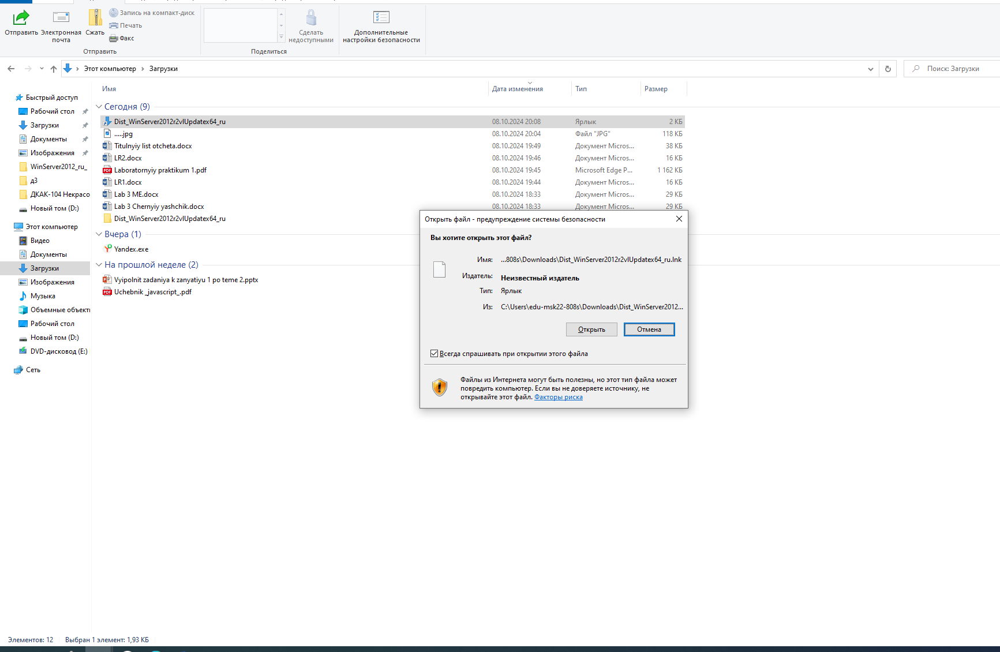 Отправить
Электронная
почта
Сжать
Запись на компакт-диск
Печать
Факс
Отправить
Сделать
недоступными
Поделиться
Дополнительные
настройки безопасности
Этот компьютер
Загрузки
Поиск: Загрузки
Имя
Дата изменения
Тип
Размер
Быстрый доступ
Рабочий стол
Загрузки
Документы
Изображения
WinServer2012_ru_
д3
ДКАК-104 Некрасо
Новый том (D:)
Этот компьютер
Видео
Документы
Загрузки
Изображения
Музыка
Объемные объекты
Рабочий стол
Новый том (D:)
DVD-дисковод (E:)
Сеть
Сегодня (9)
Dist_WinServer2012r2vlUpdatex64_ru 08.10.2024 20:08 Ярлык 2 КБ
.....jpg 08.10.2024 20:04 Файл "JPG" 118 КБ
Titulnyiy list otcheta.docx 08.10.2024 19:49 Документ Micros... 38 КБ
LR2.docx 08.10.2024 19:46 Документ Micros... 16 КБ
Laboratornyiy praktikum 1.pdf 08.10.2024 19:45 Microsoft Edge P... 1 162 КБ
LR1.docx 08.10.2024 19:44 Документ Micros... 16 КБ
Lab 3 ME.docx 08.10.2024 18:33 Документ Micros... 29 КБ
Lab 3 Chernyiy yashchik.docx 08.10.2024 18:33 Документ Micros... 29 КБ
Dist_WinServer2012r2vlUpdatex64_ru
Вчера (1)
Yandex.exe
На прошлой неделе (2)
Vyipolnit zadaniya k zanyatiyu 1 po teme 2.pptx
Uchebnik _javascript_.pdf
Открыть файл - предупреждение системы безопасности
Вы хотите открыть этот файл?
Имя: ...808s\Downloads\Dist_WinServer2012r2vlUpdatex64_ru.lnk
Издатель: Неизвестный издатель
Тип: Ярлык
Из: C:\Users\edu-msk22-808s\Downloads\Dist_WinServer2012...
Открыть
Отмена
Всегда спрашивать при открытии этого файла
Файлы из Интернета могут быть полезны, но этот тип файла может
повредить компьютер. Если вы не доверяете источнику, не
открывайте этот файл. Факторы риска
Элементов: 12
Выбран 1 элемент: 1,93 КБ